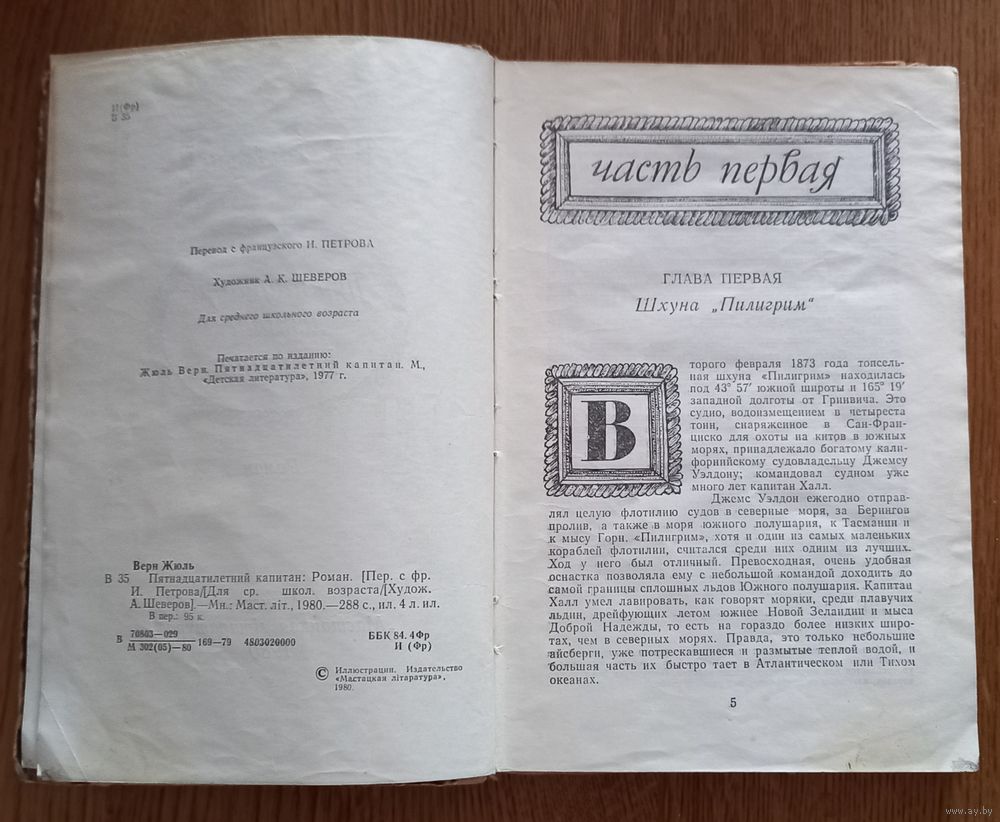 И(Фр)
В 35
Перевод с французского И. ПЕТРОВА
Художник А. К. ШЕВЕРОВ
Для среднего школьного возраста
Печатается по изданию:
Жюль Верн. Пятнадцатилетний капитан. М.,
«Детская литература», 1977 г.
Верн Жюль
В 35 Пятнадцатилетний капитан: Роман. [Пер. с фр.
И. Петрова/[Для ср. школ. возраста/[Худож.
А. Шеверов].—Мн.: Маст. літ., 1980.—288 с., ил. 4 л. ил.
В пер.: 95 к.
В 70803—029
М 302(05)—80 169—79 4803020000
ББК 84. 4Фр
И (Фр)
© Иллюстрации. Издательство
«Мастацкая літаратура»,
1980.
часть первая
ГЛАВА ПЕРВАЯ
Шхуна „Пилигрим“
Второго февраля 1873 года топсель-
ная шхуна «Пилигрим» находилась
под 43° 57′ южной широты и 165° 19′
западной долготы от Гринвича. Это
судно, водоизмещением в четыреста
тонн, снаряженное в Сан-Фран-
циско для охоты на китов в южных
морях, принадлежало богатому кали-
форнийскому судовладельцу Джемсу
Уэлдону; командовал судном уже
много лет капитан Халл.
Джемс Уэлдон ежегодно отправ-
лял целую флотилию судов в северные моря, за Берингов
пролив, а также в моря южного полушария, к Тасмании и
к мысу Горн. «Пилигрим», хотя и один из самых маленьких
кораблей флотилии, считался среди них одним из лучших.
Ход у него был отличный. Превосходная, очень удобная
оснастка позволяла ему с небольшой командой доходить до
самой границы сплошных льдов Южного полушария. Капитан
Халл умел лавировать, как говорят моряки, среди плавучих
льдин, дрейфующих летом южнее Новой Зеландии и мыса
Доброй Надежды, то есть на гораздо более низких широ-
тах, чем в северных морях. Правда, это только небольшие
айсберги, уже потрескавшиеся и размытые теплой водой, и
большая часть их быстро тает в Атлантическом или Тихом
океанах.
5
www.ay.by